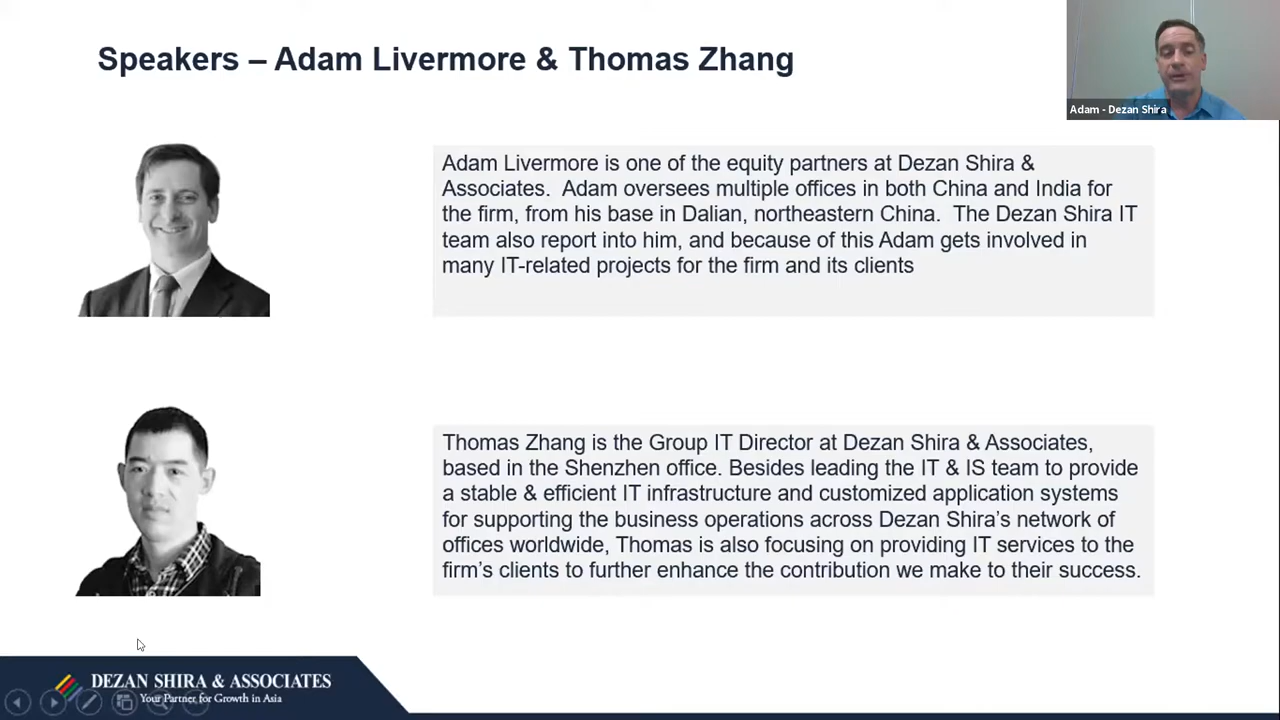 Speakers – Adam Livermore & Thomas Zhang
Adam - Dezan Shira
Adam Livermore is one of the equity partners at Dezan Shira &
Associates.  Adam oversees multiple offices in both China and India for
the firm, from his base in Dalian, northeastern China.  The Dezan Shira IT
team also report into him, and because of this Adam gets involved in
many IT-related projects for the firm and its clients
Thomas Zhang is the Group IT Director at Dezan Shira & Associates,
based in the Shenzhen office. Besides leading the IT & IS team to provide
a stable & efficient IT infrastructure and customized application systems
for supporting the business operations across Dezan Shira’s network of
offices worldwide, Thomas is also focusing on providing IT services to the
firm’s clients to further enhance the contribution we make to their success.
DEZAN SHIRA & ASSOCIATES
Your Partner for Growth in Asia